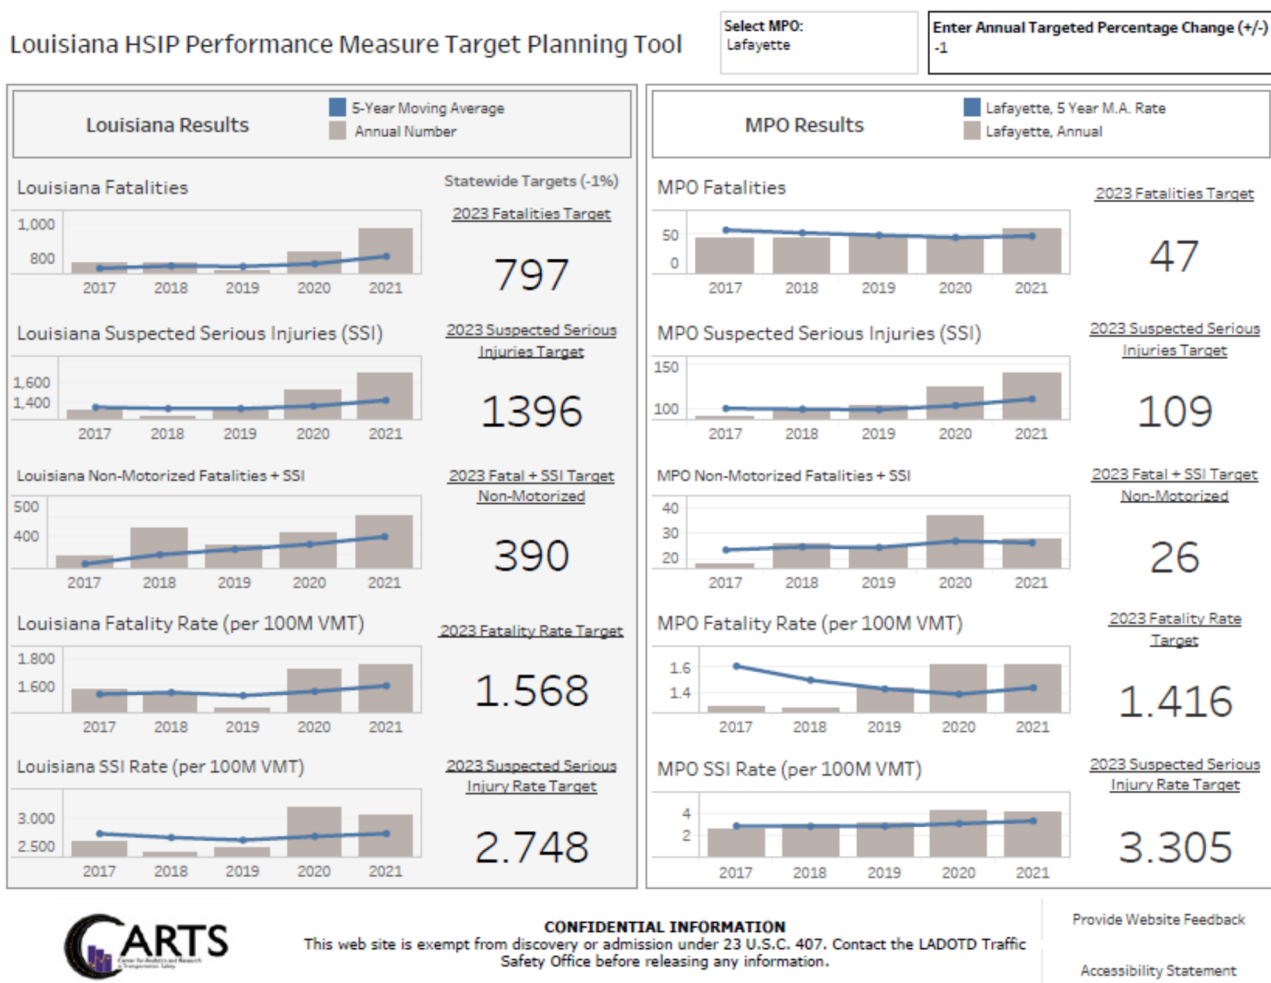 Louisiana HSIP Performance Measure Target Planning Tool
Select MPO:
Lafayette
Enter Annual Targeted Percentage Change (+/-)
-1
Louisiana Results
5-Year Moving Average
Annual Number
Louisiana Fatalities
Statewide Targets (-1%)
2023 Fatalities Target
797
1,000
800
2017 2018 2019 2020 2021
Louisiana Suspected Serious Injuries (SSI)
2023 Suspected Serious
Injuries Target
1396
1,600
1,400
2017 2018 2019 2020 2021
Louisiana Non-Motorized Fatalities + SSI
2023 Fatal + SSI Target
Non-Motorized
390
500
400
2017 2018 2019 2020 2021
Louisiana Fatality Rate (per 100M VMT)
2023 Fatality Rate Target
1.568
1.800
1.600
2017 2018 2019 2020 2021
Louisiana SSI Rate (per 100M VMT)
2023 Suspected Serious
Injury Rate Target
2.748
3.000
2.500
2017 2018 2019 2020 2021
MPO Results
Lafayette, 5 Year M.A. Rate
Lafayette, Annual
MPO Fatalities
2023 Fatalities Target
47
50
0
2017 2018 2019 2020 2021
MPO Suspected Serious Injuries (SSI)
2023 Suspected Serious
Injuries Target
109
150
100
2017 2018 2019 2020 2021
MPO Non-Motorized Fatalities + SSI
2023 Fatal + SSI Target
Non-Motorized
26
40
30
20
2017 2018 2019 2020 2021
MPO Fatality Rate (per 100M VMT)
2023 Fatality Rate
Target
1.416
1.6
1.4
2017 2018 2019 2020 2021
MPO SSI Rate (per 100M VMT)
2023 Suspected Serious
Injury Rate Target
3.305
4
2
2017 2018 2019 2020 2021
CARTS
Center for Analytics and Research
in Transportation Safety
CONFIDENTIAL INFORMATION
This web site is exempt from discovery or admission under 23 U.S.C. 407. Contact the LADOTD Traffic
Safety Office before releasing any information.
Provide Website Feedback
Accessibility Statement